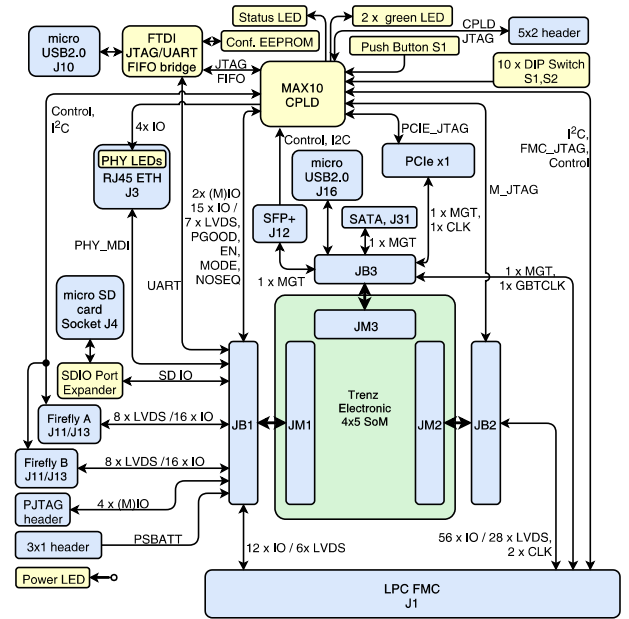 Status LED
2 x green LED
CPLD
JTAG
5x2 header
micro
USB2.0
J10
FTDI
JTAG/UART
FIFO bridge
Conf. EEPROM
Push Button S1
10 x DIP Switch
S1,S2
JTAG
FIFO
MAX10
CPLD
Control,
I²C
4x IO
PHY LEDs
RJ45 ETH
J3
Control, I2C
micro
USB2.0
J16
PCIE_JTAG
PCIe x1
I²C,
FMC_JTAG,
Control
M_JTAG
2x (M)IO
15 x IO /
7 x LVDS,
PGOOD,
EN,
MODE,
NOSEQ
SFP+
J12
SATA, J31
1 x MGT
1 x MGT,
1x CLK
PHY_MDI
UART
1 x MGT
JB3
1 x MGT,
1x GBTCLK
micro SD
card
Socket J4
JM3
SDIO Port
Expander
SD IO
Trenz
Electronic
4x5 SoM
JB1
JM1
JM2
JB2
Firefly A
J11/J13
8 x LVDS /16 x IO
Firefly B
J11/J13
8 x LVDS /16 x IO
PJTAG
header
4 x (M)IO
3x1 header
PSBATT
12 x IO / 6x LVDS
56 x IO / 28 x LVDS,
2 x CLK
Power LED
LPC FMC
J1